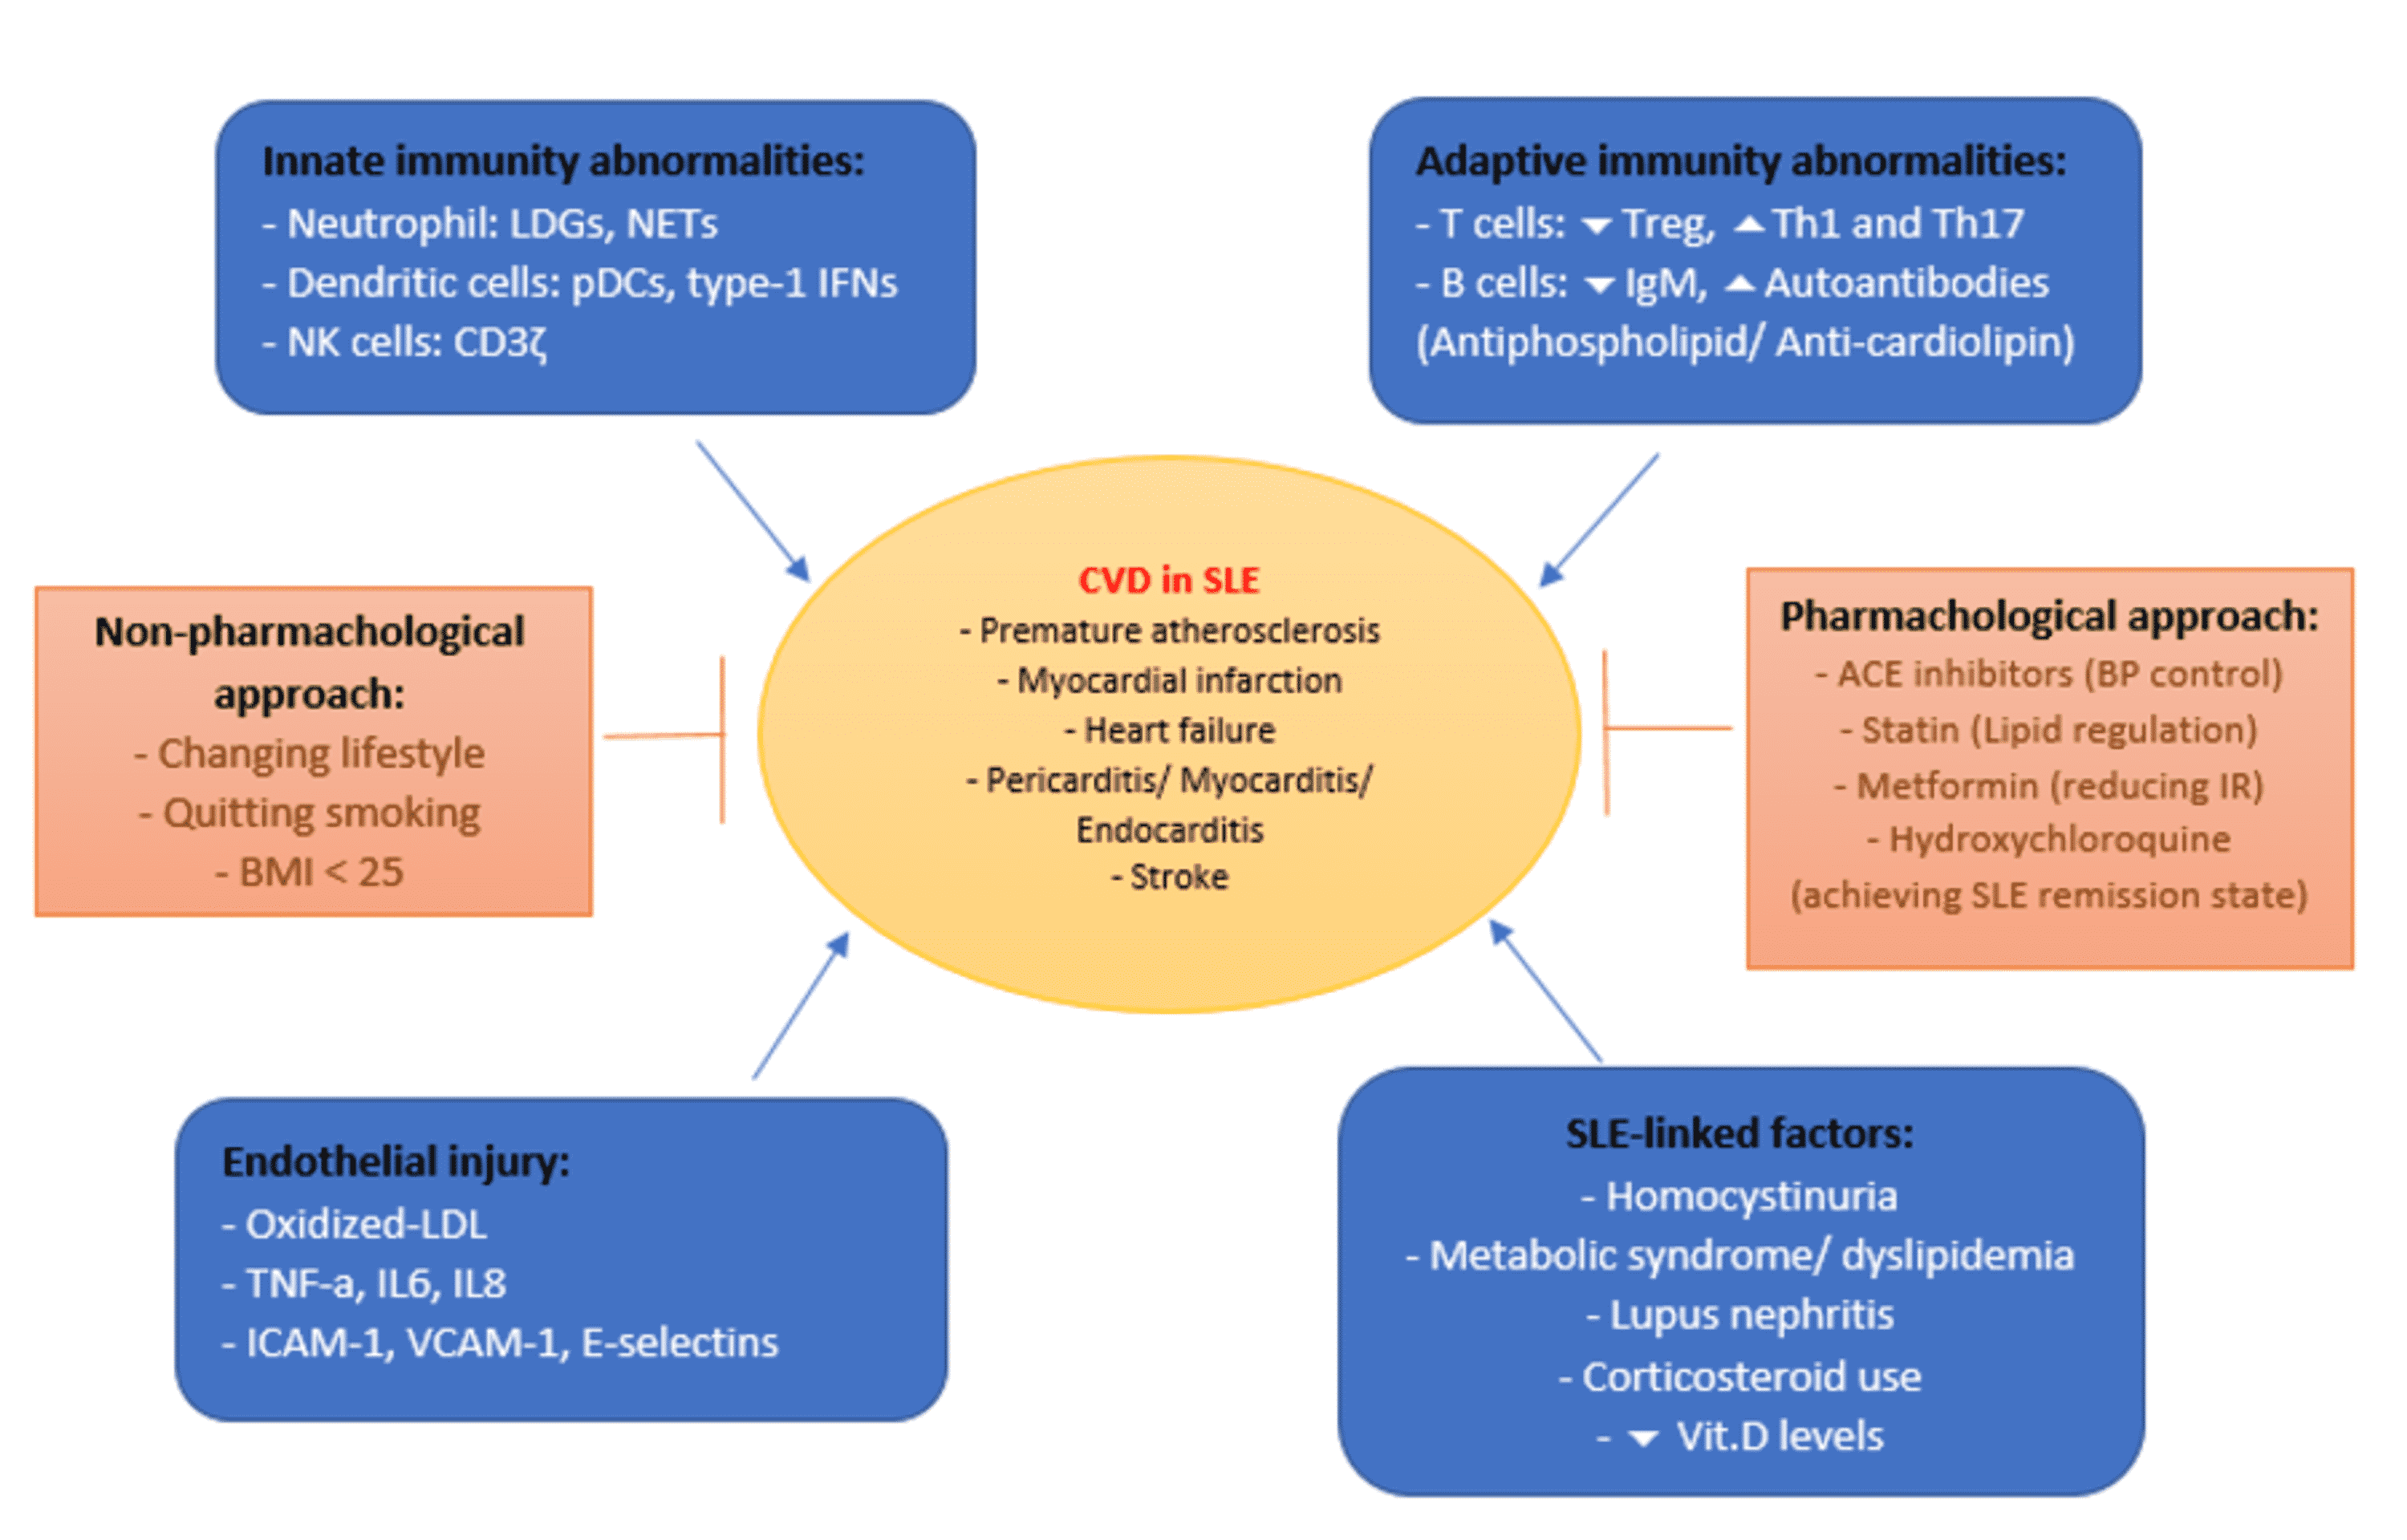 Innate immunity abnormalities:
- Neutrophil: LDGs, NETs
- Dendritic cells: pDCs, type-1 IFNs
- NK cells: CD3ζ
Adaptive immunity abnormalities:
- T cells: ▼ Treg, ▲ Th1 and Th17
- B cells: ▼ IgM, ▲ Autoantibodies
(Antiphospholipid/ Anti-cardiolipin)
Non-pharmachological
approach:
- Changing lifestyle
- Quitting smoking
- BMI < 25
CVD in SLE
- Premature atherosclerosis
- Myocardial infarction
- Heart failure
- Pericarditis/ Myocarditis/
Endocarditis
- Stroke
Pharmachological approach:
- ACE inhibitors (BP control)
- Statin (Lipid regulation)
- Metformin (reducing IR)
- Hydroxychloroquine
(achieving SLE remission state)
Endothelial injury:
- Oxidized-LDL
- TNF-a, IL6, IL8
- ICAM-1, VCAM-1, E-selectins
SLE-linked factors:
- Homocystinuria
- Metabolic syndrome/ dyslipidemia
- Lupus nephritis
- Corticosteroid use
- ▼ Vit.D levels